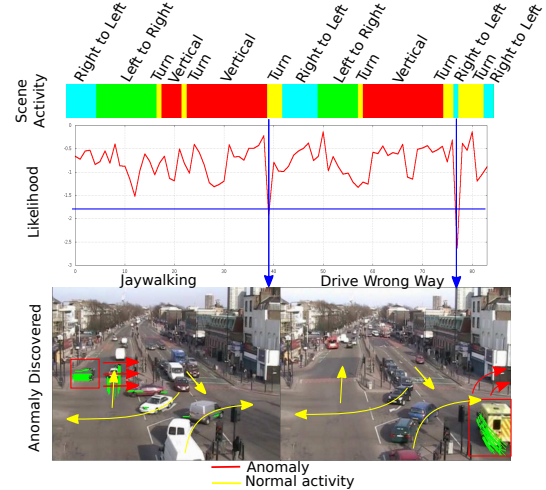 Right to Left
Left to Right
Turn
Vertical
Turn
Vertical
Turn
Right to Left
Left to Right
Turn
Vertical
Turn
Right to Left
Turn
Right to Left
Scene
Activity
Likelihood
0
-0.5
-1
-1.5
-2
-2.5
-3
0 10 20 30 40 50 60 70 80
Jaywalking
Drive Wrong Way
Anomaly Discovered
Anomaly
Normal activity